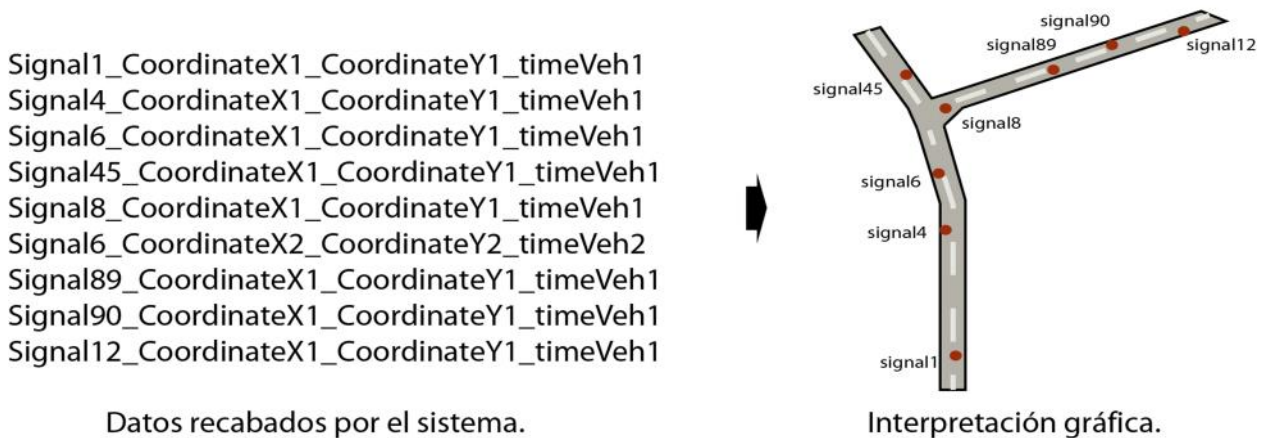 Signal1_CoordinateX1_CoordinateY1_timeVeh1
Signal4_CoordinateX1_CoordinateY1_timeVeh1
Signal6_CoordinateX1_CoordinateY1_timeVeh1
Signal45_CoordinateX1_CoordinateY1_timeVeh1
Signal8_CoordinateX1_CoordinateY1_timeVeh1
Signal6_CoordinateX2_CoordinateY2_timeVeh2
Signal89_CoordinateX1_CoordinateY1_timeVeh1
Signal90_CoordinateX1_CoordinateY1_timeVeh1
Signal12_CoordinateX1_CoordinateY1_timeVeh1
Datos recabados por el sistema.
signal90
signal89
signal12
signal45
signal8
signal6
signal4
signal1
Interpretación gráfica.